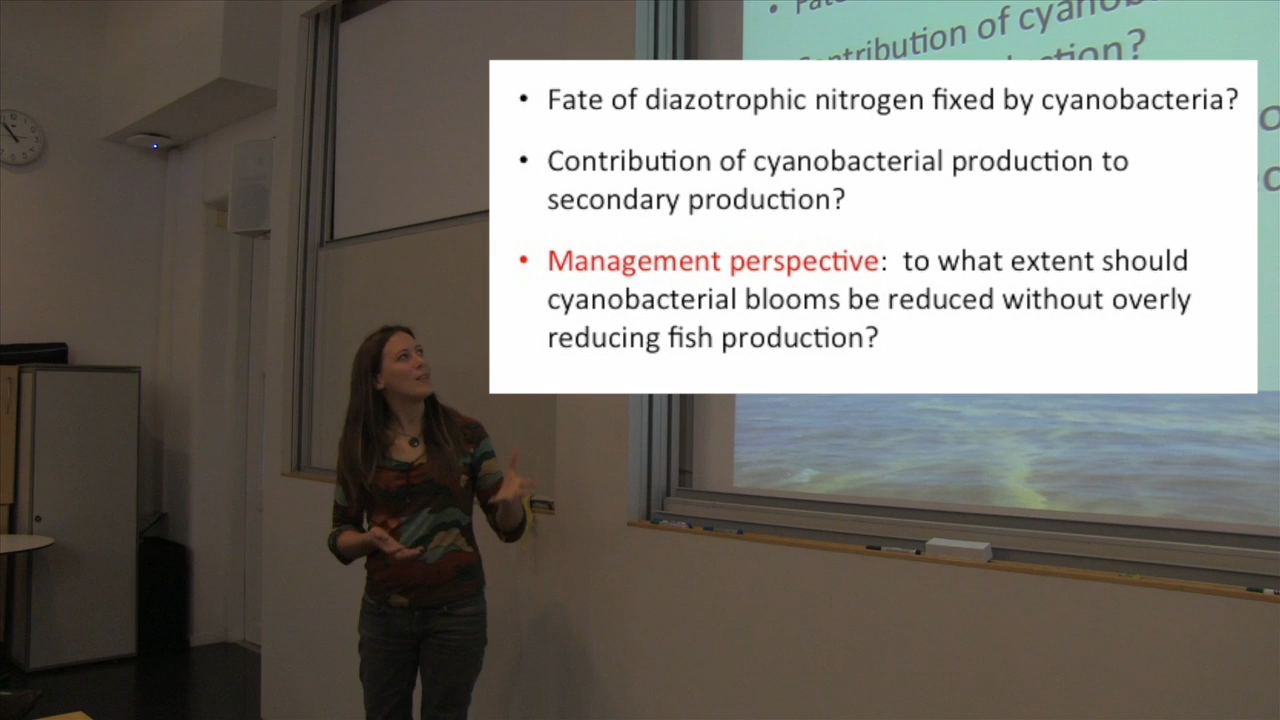 • Fate of diazotrophic nitrogen fixed by cyanobacteria?
• Contribution of cyanobacterial production to
secondary production?
• Management perspective:  to what extent should
cyanobacterial blooms be reduced without overly
reducing fish production?